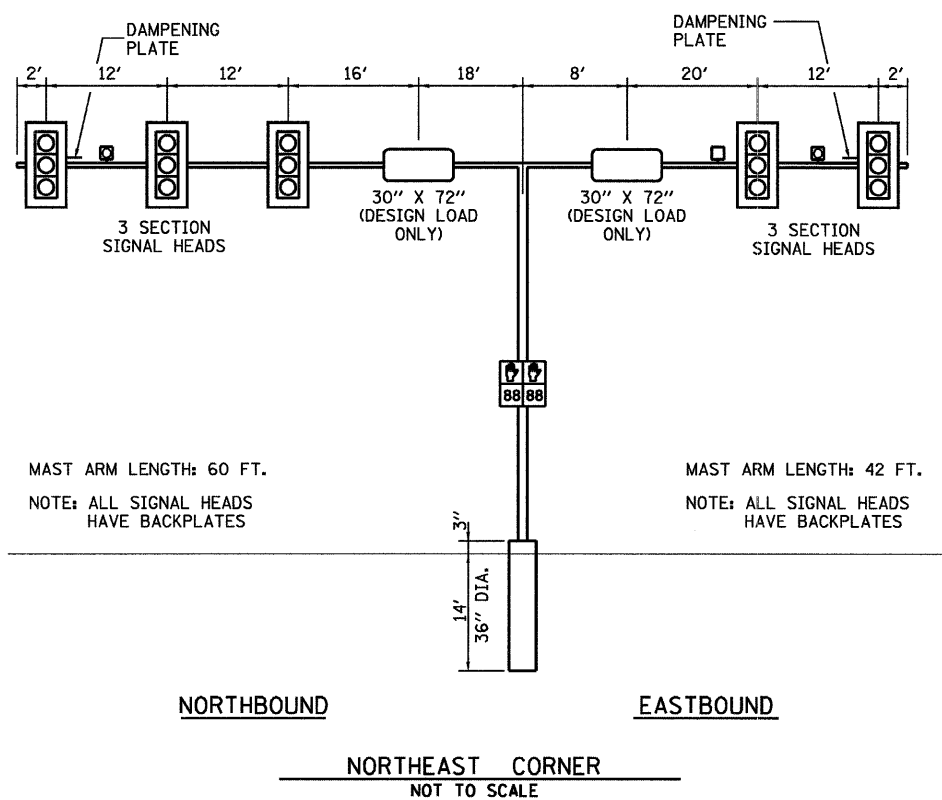 DAMPENING
PLATE
DAMPENING
PLATE
2' 12' 12' 16' 18' 8' 20' 12' 2'
3 SECTION
SIGNAL HEADS
30" X 72"
(DESIGN LOAD
ONLY)
30" X 72"
(DESIGN LOAD
ONLY)
3 SECTION
SIGNAL HEADS
88 88
MAST ARM LENGTH: 60 FT.
NOTE: ALL SIGNAL HEADS
HAVE BACKPLATES
MAST ARM LENGTH: 42 FT.
NOTE: ALL SIGNAL HEADS
HAVE BACKPLATES
3"
14'
36" DIA.
NORTHBOUND
EASTBOUND
NORTHEAST CORNER
NOT TO SCALE